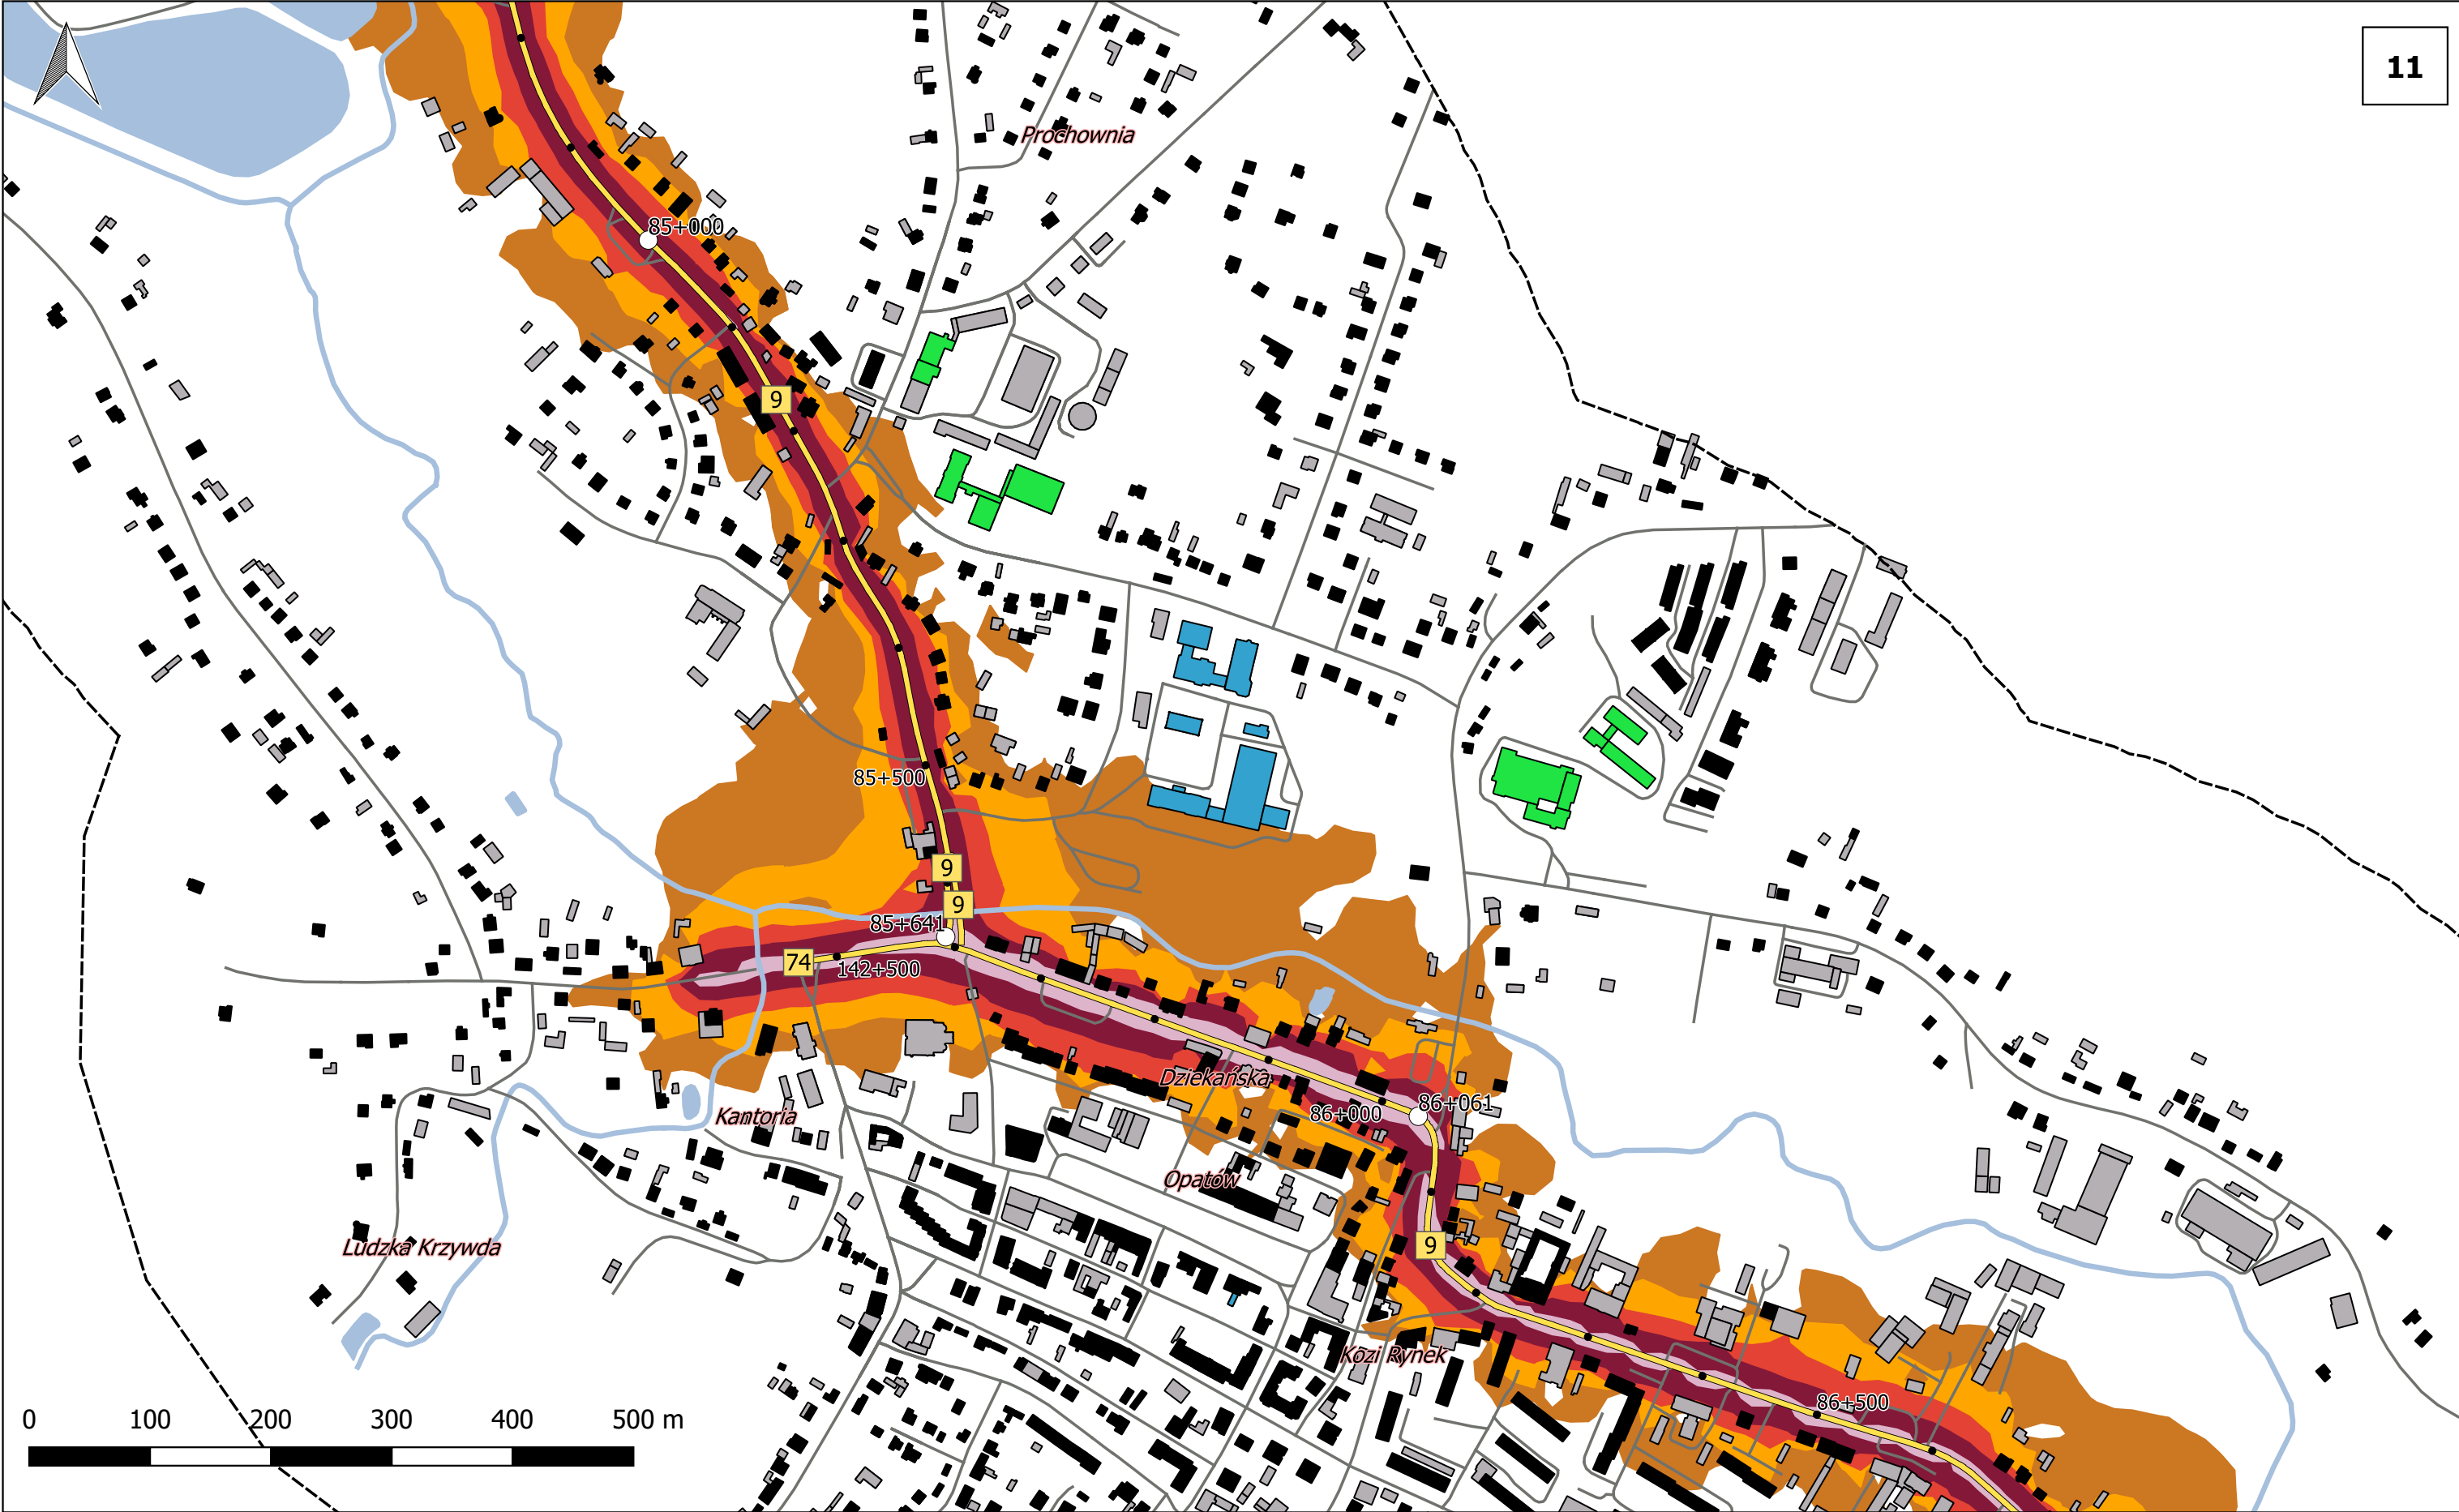 11
Prochownia
85+000
9
85+500
9
9
85+641
74
142+500
Dziekańska
86+000
86+061
Kantoria
Opatów
Ludzka Krzywda
9
Kozi Rynek
86+500
0 100 200 300 400 500 m